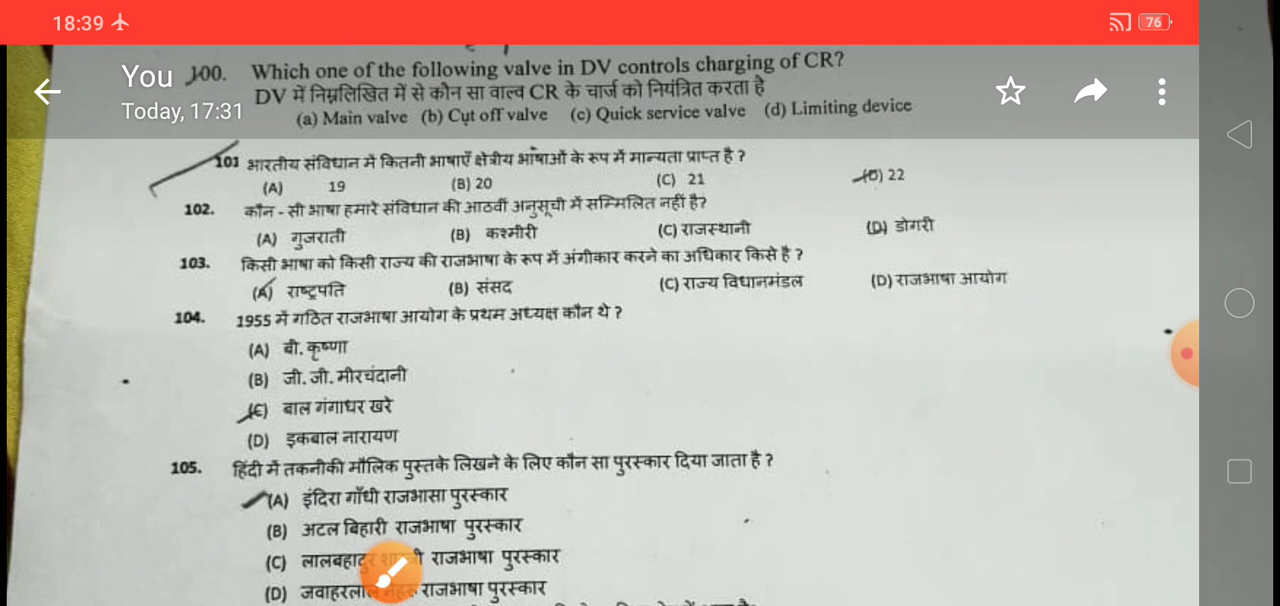 18:39
76
You
Today, 17:31
100. Which one of the following valve in DV controls charging of CR?
DV में निम्नलिखित में से कौन सा वाल्व CR के चार्ज को नियंत्रित करता है
(a) Main valve (b) Cut off valve (c) Quick service valve (d) Limiting device
101 भारतीय संविधान में कितनी भाषाएँ क्षेत्रीय भाषाओं के रूप में मान्यता प्राप्त है ?
(A) 19 (B) 20 (C) 21 (D) 22
102. कौन - सी भाषा हमारे संविधान की आठवीं अनुसूची में सम्मिलित नहीं है?
(A) गुजराती (B) कश्मीरी (C) राजस्थानी (D) डोगरी
103. किसी भाषा को किसी राज्य की राजभाषा के रूप में अंगीकार करने का अधिकार किसे है ?
(A) राष्ट्रपति (B) संसद (C) राज्य विधानमंडल (D) राजभाषा आयोग
104. 1955 में गठित राजभाषा आयोग के प्रथम अध्यक्ष कौन थे ?
(A) बी. कृष्णा
(B) जी. जी. मीरचंदानी
(C) बाल गंगाधर खरे
(D) इकबाल नारायण
105. हिंदी में तकनीकी मौलिक पुस्तके लिखने के लिए कौन सा पुरस्कार दिया जाता है ?
(A) इंदिरा गाँधी राजभासा पुरस्कार
(B) अटल बिहारी राजभाषा पुरस्कार
(C) लालबहादुर शास्त्री राजभाषा पुरस्कार
(D) जवाहरलाल नेहरू राजभाषा पुरस्कार